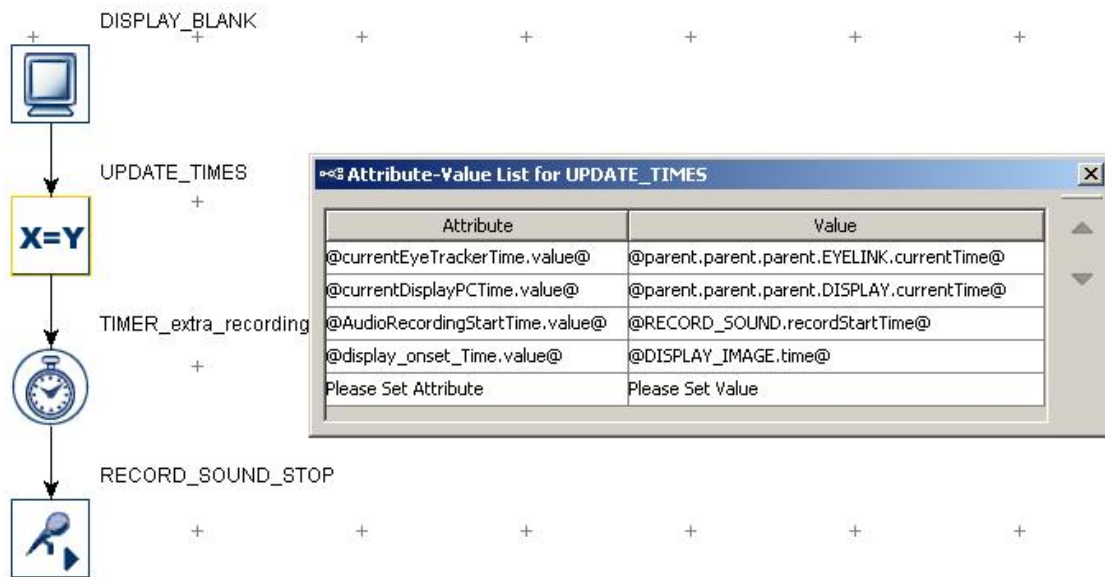 DISPLAY_BLANK
UPDATE_TIMES
X=Y
TIMER_extra_recording
RECORD_SOUND_STOP
Attribute-Value List for UPDATE_TIMES
Attribute Value
@currentEyeTrackerTime.value@ @parent.parent.parent.EYELINK.currentTime@
@currentDisplayPCTime.value@ @parent.parent.parent.DISPLAY.currentTime@
@AudioRecordingStartTime.value@ @RECORD_SOUND.recordStartTime@
@display_onset_Time.value@ @DISPLAY_IMAGE.time@
Please Set Attribute Please Set Value